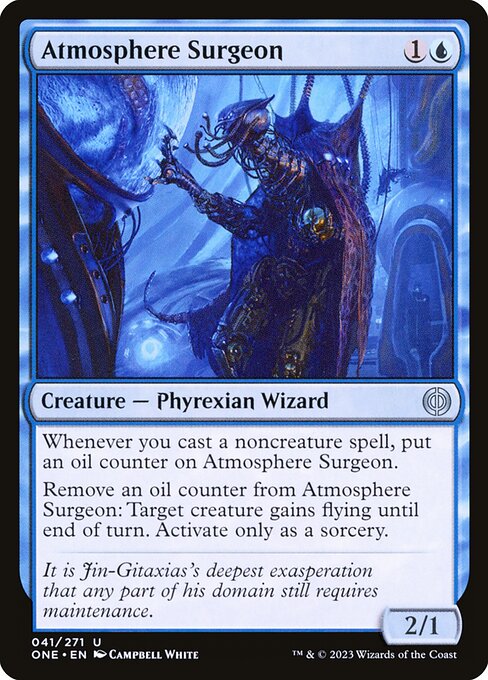 Atmosphere Surgeon 1
Creature — Phyrexian Wizard
Whenever you cast a noncreature spell, put
an oil counter on Atmosphere Surgeon.
Remove an oil counter from Atmosphere
Surgeon: Target creature gains flying until
end of turn. Activate only as a sorcery.
It is Jin-Gitaxias's deepest exasperation
that any part of his domain still requires
maintenance.
2/1
041/271 U
ONE • EN Campbell White
™ & © 2023 Wizards of the Coast